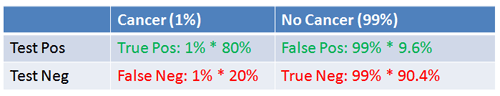 Cancer (1%) No Cancer (99%)
Test Pos True Pos: 1% * 80% False Pos: 99% * 9.6%
Test Neg False Neg: 1% * 20% True Neg: 99% * 90.4%